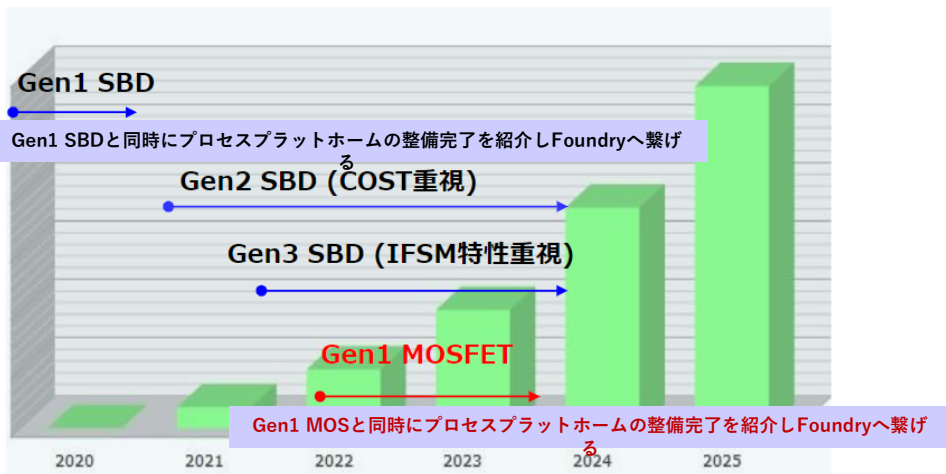 Gen1 SBD
Gen1 SBDと同時にプロセスプラットホームの整備完了を紹介しFoundryへ繋げ
る
Gen2 SBD (COST重視)
Gen3 SBD (IFSM特性重視)
Gen1 MOSFET
Gen1 MOSと同時にプロセスプラットホームの整備完了を紹介しFoundryへ繋げ
る
2020 2021 2022 2023 2024 2025